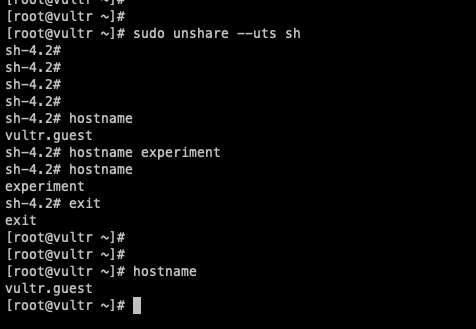 [root@vultr ~]#
[root@vultr ~]#
[root@vultr ~]# sudo unshare --uts sh
sh-4.2#
sh-4.2#
sh-4.2#
sh-4.2#
sh-4.2# hostname
vultr.guest
sh-4.2# hostname experiment
sh-4.2# hostname
experiment
sh-4.2# exit
exit
[root@vultr ~]#
[root@vultr ~]#
[root@vultr ~]# hostname
vultr.guest
[root@vultr ~]#